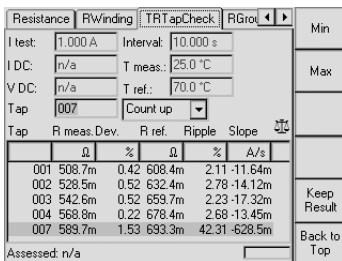 Resistance RWinding TRTapCheck RGrou
Min
I test: 1.000 A Interval: 10.000 s
I DC: n/a T meas.: 25.0 °C
Max
V DC: n/a T ref.: 70.0 °C
Tap 007 Count up
Tap R meas. Dev. R ref. Ripple Slope
Ω % Ω % A/s
001 508.7m 0.42 608.4m 2.11 -11.64m
002 528.5m 0.52 632.4m 2.78 -14.12m
003 542.6m 0.52 659.7m 2.23 -17.32m
004 568.8m 0.22 678.4m 2.68 -13.45m
007 589.7m 1.53 693.3m 42.31 -628.5m
Keep
Result
Back to
Top
Assessed: n/a